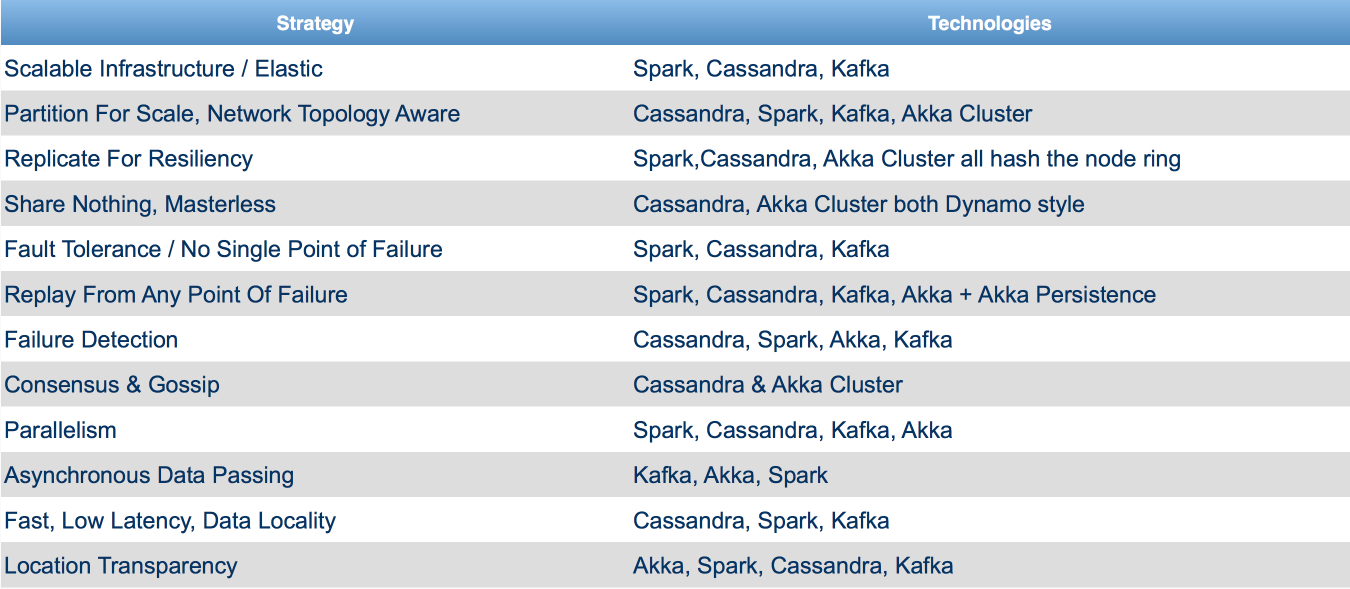 Strategy Technologies
Scalable Infrastructure / Elastic Spark, Cassandra, Kafka
Partition For Scale, Network Topology Aware Cassandra, Spark, Kafka, Akka Cluster
Replicate For Resiliency Spark,Cassandra, Akka Cluster all hash the node ring
Share Nothing, Masterless Cassandra, Akka Cluster both Dynamo style
Fault Tolerance / No Single Point of Failure Spark, Cassandra, Kafka
Replay From Any Point Of Failure Spark, Cassandra, Kafka, Akka + Akka Persistence
Failure Detection Cassandra, Spark, Akka, Kafka
Consensus & Gossip Cassandra & Akka Cluster
Parallelism Spark, Cassandra, Kafka, Akka
Asynchronous Data Passing Kafka, Akka, Spark
Fast, Low Latency, Data Locality Cassandra, Spark, Kafka
Location Transparency Akka, Spark, Cassandra, Kafka